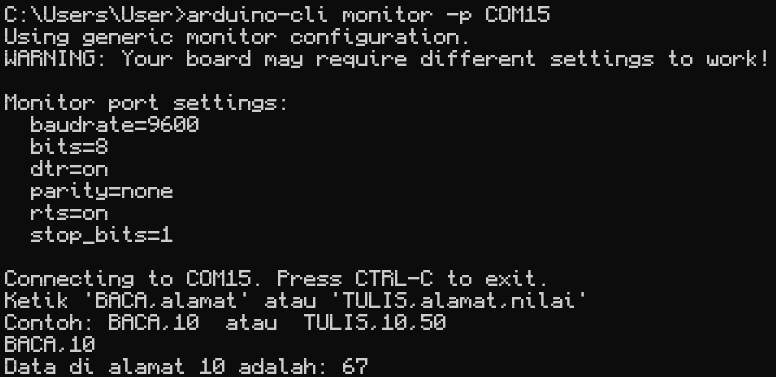 C:\Users\User>arduino-cli monitor -p COM15
Using generic monitor configuration.
WARNING: Your board may require different settings to work!
Monitor port settings:
baudrate=9600
bits=8
dtr=on
parity=none
rts=on
stop_bits=1
Connecting to COM15. Press CTRL-C to exit.
Ketik 'BACA,alamat' atau 'TULIS,alamat,nilai'
Contoh: BACA,10  atau  TULIS,10,50
BACA,10
Data di alamat 10 adalah: 67